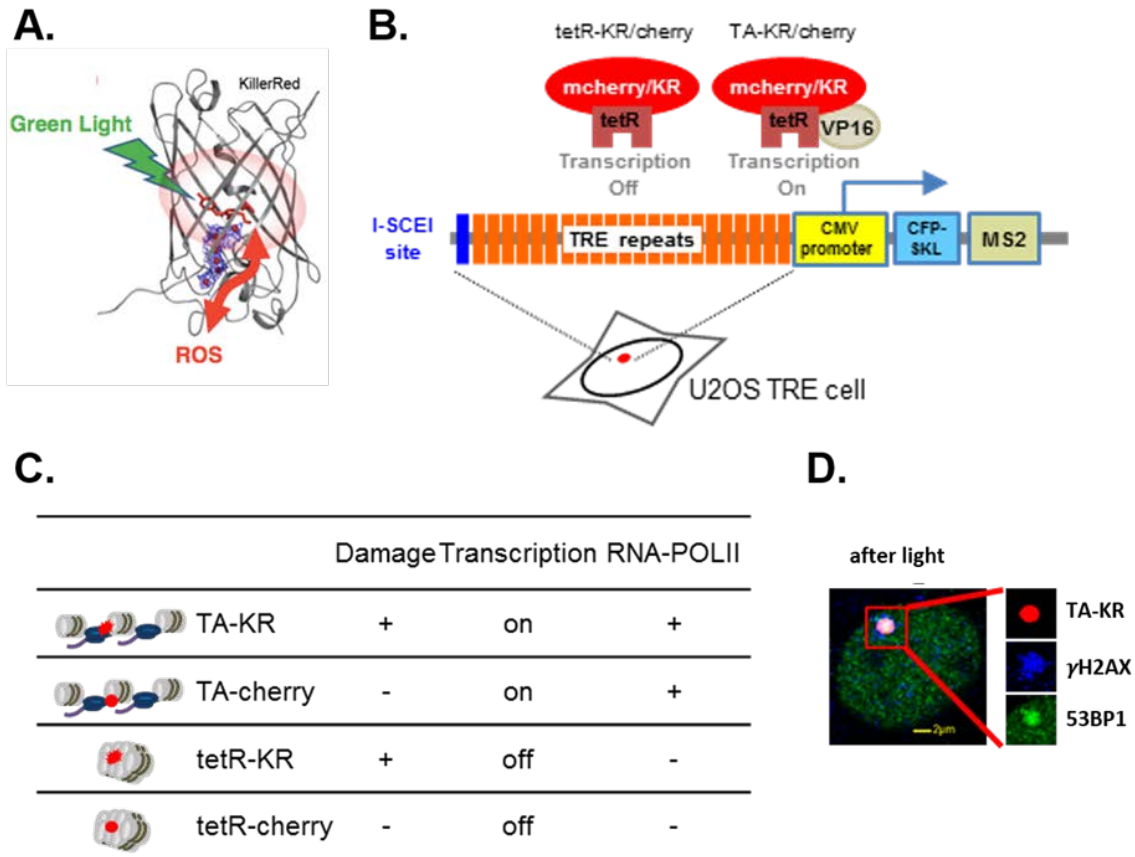 A.
KillerRed
Green Light
ROS
B.
tetR-KR/cherry TA-KR/cherry
mcherry/KR mcherry/KR
tetR tetR VP16
Transcription Transcription
Off On
I-SCEI
site
TRE repeats
CMV
promoter
CFP-
SKL
MS2
U2OS TRE cell
C.
Damage Transcription RNA-POLII
TA-KR + on +
TA-cherry - on +
tetR-KR + off -
tetR-cherry - off -
D.
after light
2μm
TA-KR
γH2AX
53BP1